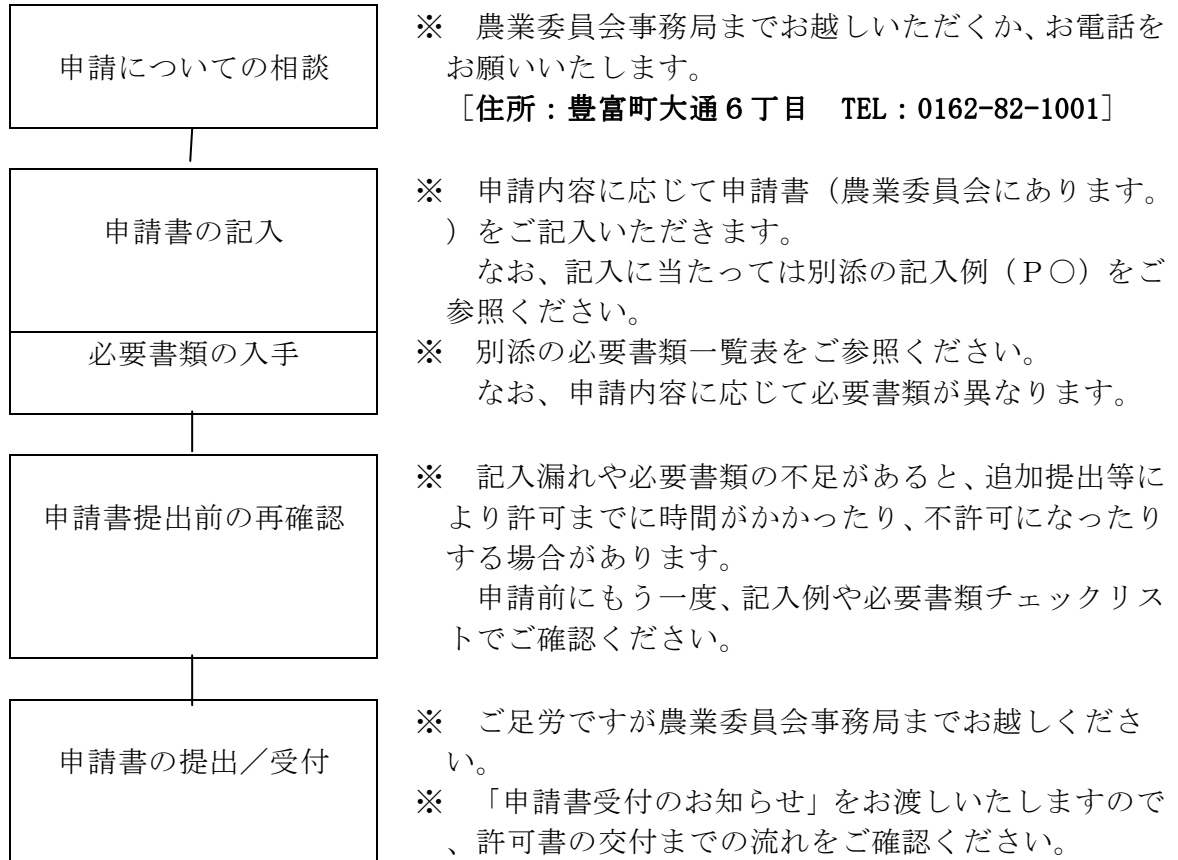 申請についての相談
※　農業委員会事務局までお越しいただくか、お電話を
お願いいたします。
［住所：豊富町大通６丁目　TEL：0162-82-1001］
申請書の記入
※　申請内容に応じて申請書（農業委員会にあります。
）をご記入いただきます。
なお、記入に当たっては別添の記入例（Ｐ○）をご
参照ください。
必要書類の入手
※　別添の必要書類一覧表をご参照ください。
なお、申請内容に応じて必要書類が異なります。
申請書提出前の再確認
※　記入漏れや必要書類の不足があると、追加提出等に
より許可までに時間がかかったり、不許可になったり
する場合があります。
申請前にもう一度、記入例や必要書類チェックリス
トでご確認ください。
申請書の提出／受付
※　ご足労ですが農業委員会事務局までお越しくださ
い。
※　「申請書受付のお知らせ」をお渡しいたしますので
、許可書の交付までの流れをご確認ください。